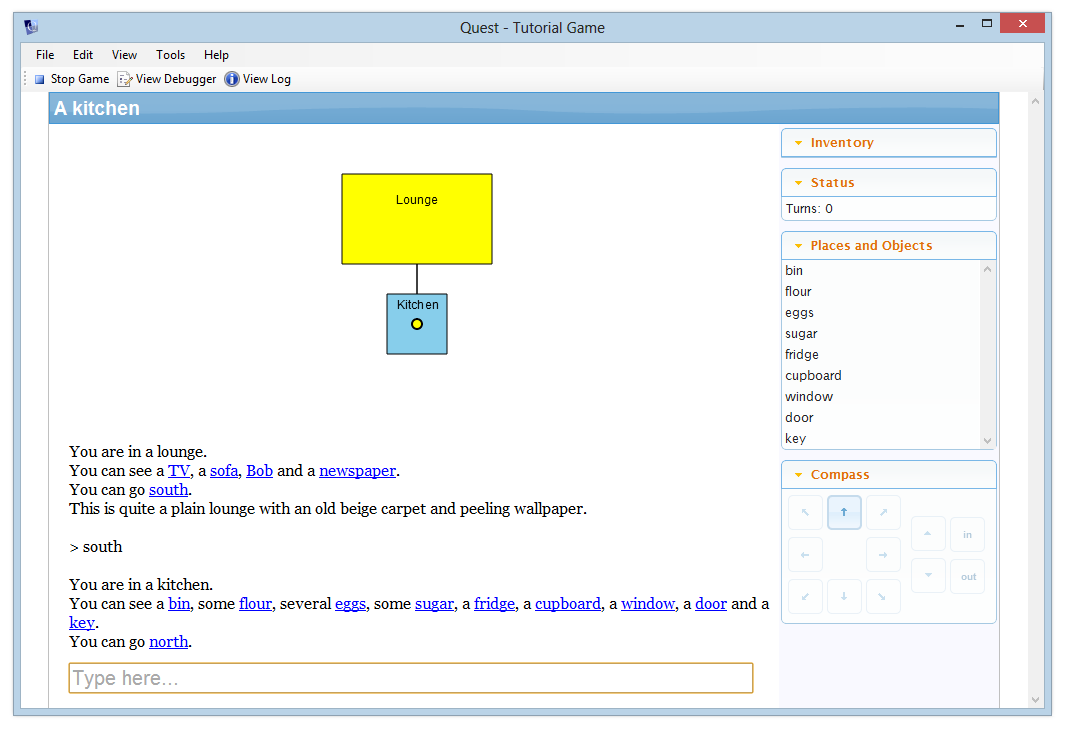 Quest - Tutorial Game
File Edit View Tools Help
Stop Game View Debugger View Log
A kitchen
Lounge
Kitchen
You are in a lounge.
You can see a TV, a sofa, Bob and a newspaper.
You can go south.
This is quite a plain lounge with an old beige carpet and peeling wallpaper.
> south
You are in a kitchen.
You can see a bin, some flour, several eggs, some sugar, a fridge, a cupboard, a window, a door and a
key.
You can go north.
Type here...
Inventory
Status
Turns: 0
Places and Objects
bin
flour
eggs
sugar
fridge
cupboard
window
door
key
Compass
in
out